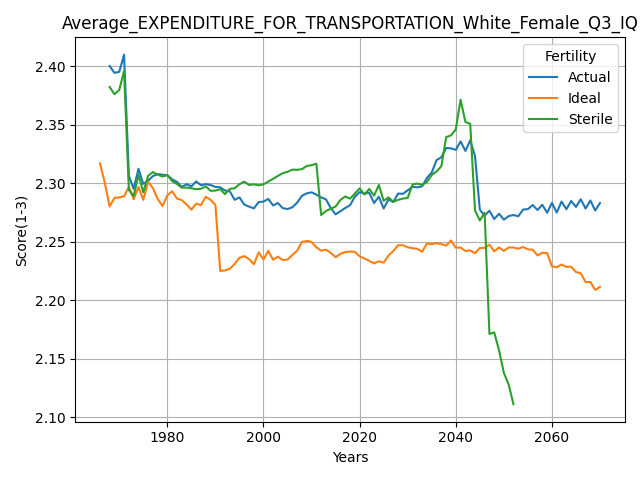 Average_EXPENDITURE_FOR_TRANSPORTATION_White_Female_Q3_IQ
Fertility
Actual
Ideal
Sterile
Score(1-3)
2.40
2.35
2.30
2.25
2.20
2.15
2.10
1980 2000 2020 2040 2060
Years